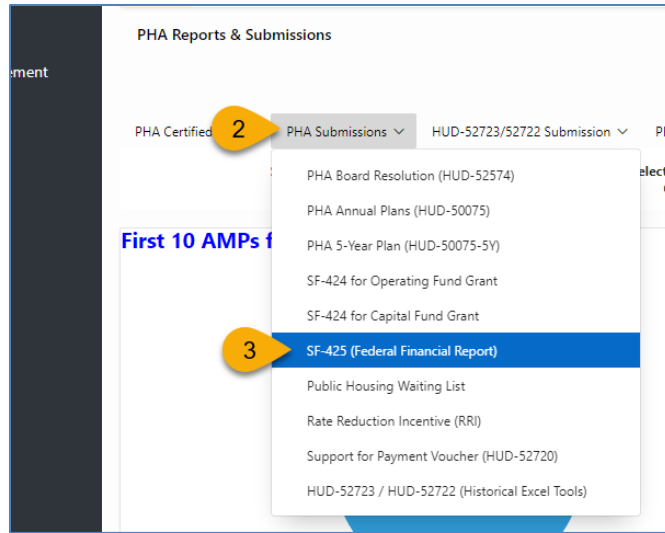 PHA Reports & Submissions
ement
PHA Certified
2
PHA Submissions
HUD-52723/52722 Submission
elect
First 10 AMPs f
PHA Board Resolution (HUD-52574)
PHA Annual Plans (HUD-50075)
PHA 5-Year Plan (HUD-50075-5Y)
SF-424 for Operating Fund Grant
SF-424 for Capital Fund Grant
3
SF-425 (Federal Financial Report)
Public Housing Waiting List
Rate Reduction Incentive (RRI)
Support for Payment Voucher (HUD-52720)
HUD-52723 / HUD-52722 (Historical Excel Tools)